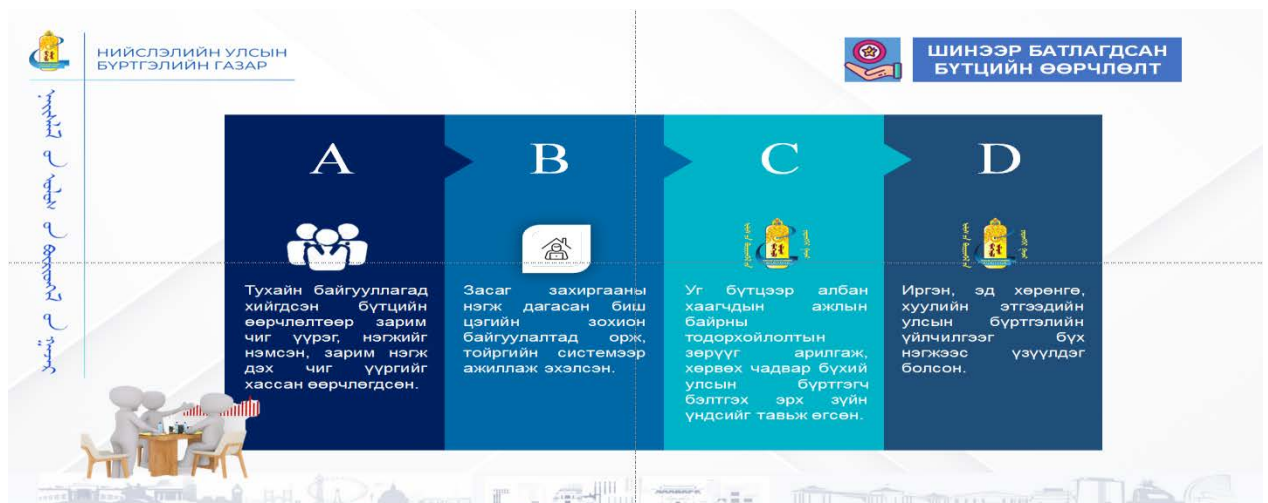 НИЙСЛЭЛИЙН УЛСЫН
БҮРТГЭЛИЙН ГАЗАР
ШИНЭЭР БАТЛАГДСАН
БҮТЦИЙН ӨӨРЧЛӨЛТ
A
Тухайн байгууллагад
хийгдсэн бүтцийн
өөрчлөлтөөр зарим
чиг үүрэг, нэгжийг
нэмсэн, зарим нэгж
дэх чиг үүргийг
хассан өөрчлөгдсөн.
B
Засаг захиргааны
нэгж дагасан биш
цэгийн зохион
байгуулалтад орж,
тойргийн системээр
ажиллаж эхэлсэн.
C
Уг бүтцээр албан
хаагчдын ажлын
байрны
тодорхойлолтын
зөрүүг арилгаж,
хөрвөх чадвар бүхий
улсын бүртгэгч
бэлтгэх эрх зүйн
үндсийг тавьж өгсөн.
D
Иргэн, эд хөрөнгө,
хуулийн этгээдийн
улсын бүртгэлийн
үйлчилгээг бүх
нэгжээс үзүүлдэг
болсон.